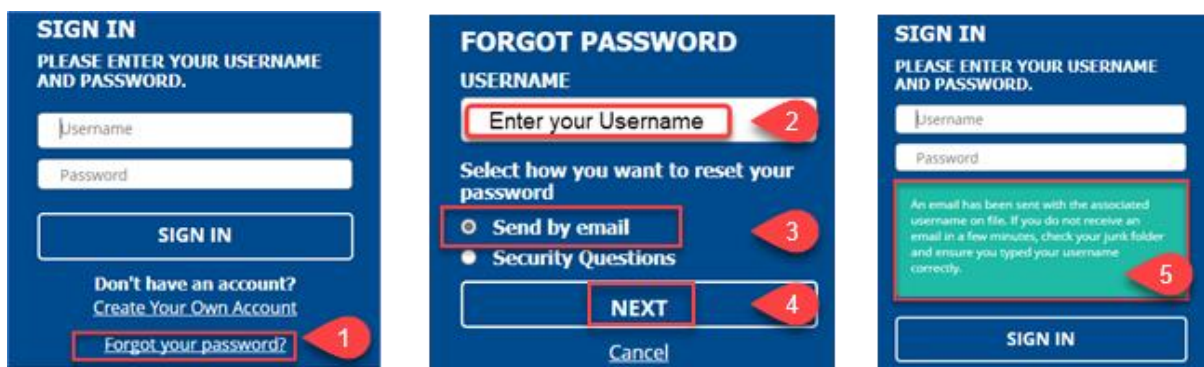 SIGN IN
PLEASE ENTER YOUR USERNAME
AND PASSWORD.
Username
Password
SIGN IN
Don't have an account?
Create Your Own Account
Forgot your password?
1
FORGOT PASSWORD
USERNAME
Enter your Username
2
Select how you want to reset your
password
Send by email
3
Security Questions
NEXT
4
Cancel
SIGN IN
PLEASE ENTER YOUR USERNAME
AND PASSWORD.
Username
Password
An email has been sent with the associated
username on file. If you do not receive an
email in a few minutes, check your junk folder
and ensure you typed your username
correctly.
5
SIGN IN